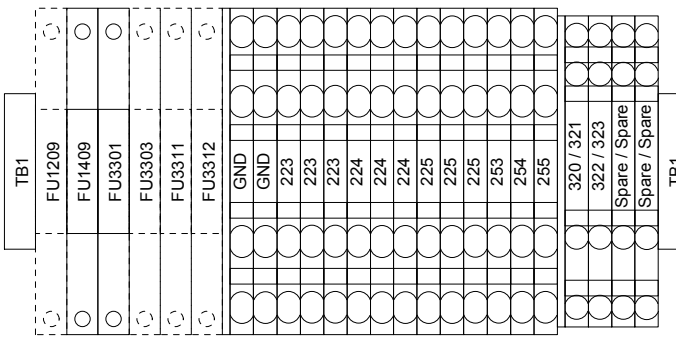 TB1
FU1209
FU1409
FU3301
FU3303
FU3311
FU3312
GND
GND
223
223
223
224
224
224
225
225
225
253
254
255
320 / 321
322 / 323
Spare / Spare
Spare / Spare
TB1